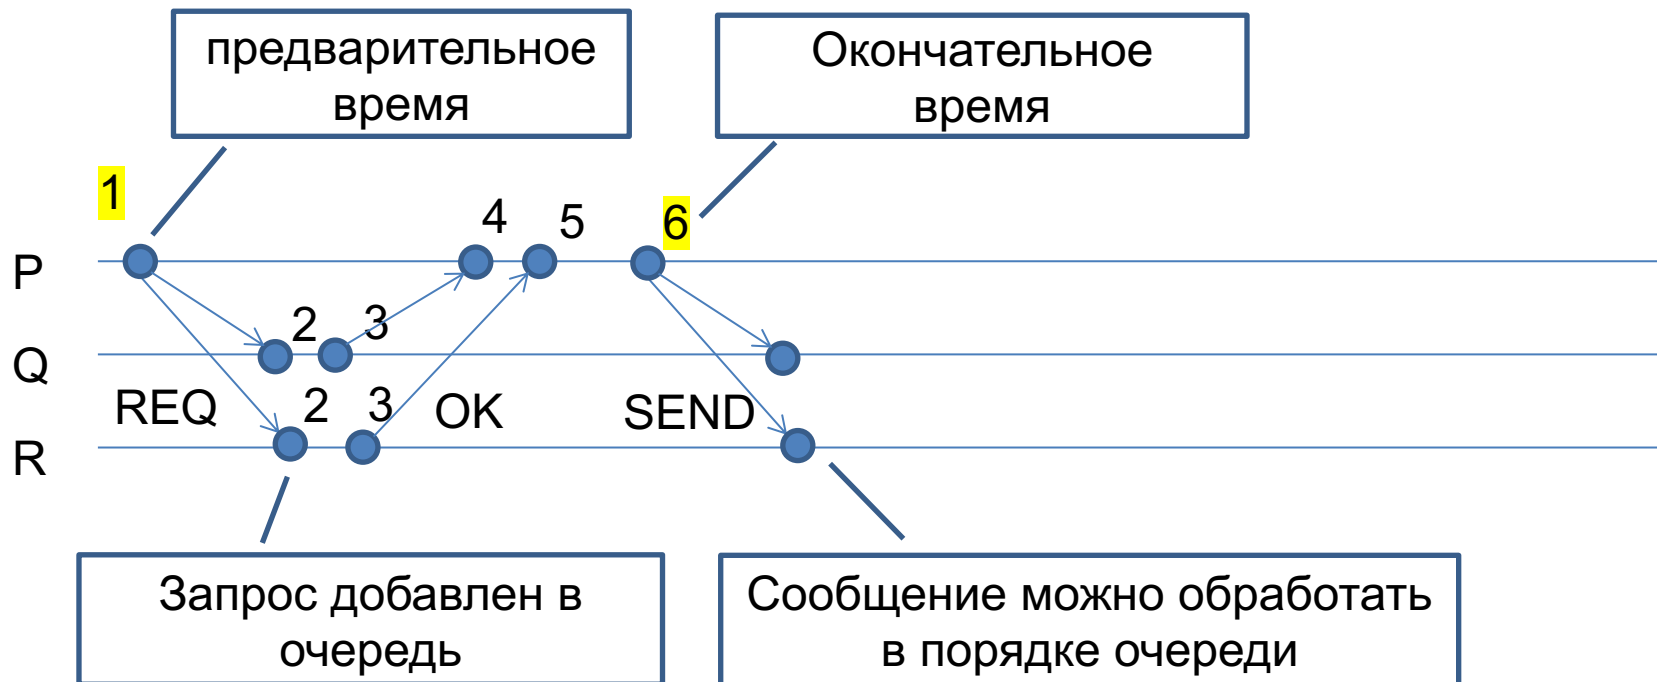 предварительное
время
Окончательное
время
1
4
5
6
P
2
3
Q
REQ
2
3
OK
SEND
R
Запрос добавлен в
очередь
Сообщение можно обработать
в порядке очереди